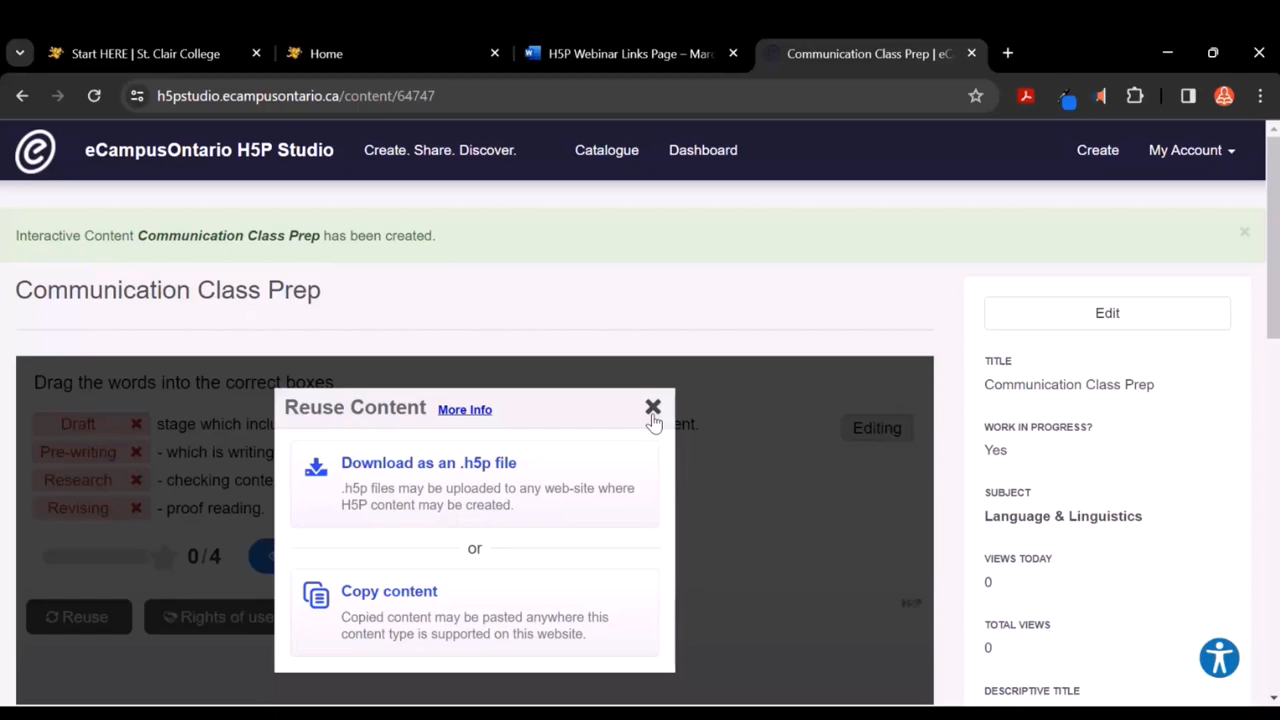 Start HERE | St. Clair College
Home
H5P Webinar Links Page – Marc
Communication Class Prep | eC
h5pstudio.ecampusontario.ca/content/64747
eCampusOntario H5P Studio
Create. Share. Discover.
Catalogue
Dashboard
Create
My Account
Interactive Content Communication Class Prep has been created.
Communication Class Prep
Edit
TITLE
Communication Class Prep
WORK IN PROGRESS?
Yes
SUBJECT
Language & Linguistics
VIEWS TODAY
0
TOTAL VIEWS
0
DESCRIPTIVE TITLE
Drag the words into the correct boxes
Draft stage which inclu ent.
Editing
Pre-writing - which is writing
Research - checking conte
Revising - proof reading.
0/4
Reuse
Rights of use
H5P
Reuse Content More Info
Download as an .h5p file
.h5p files may be uploaded to any web-site where
H5P content may be created.
or
Copy content
Copied content may be pasted anywhere this
content type is supported on this website.